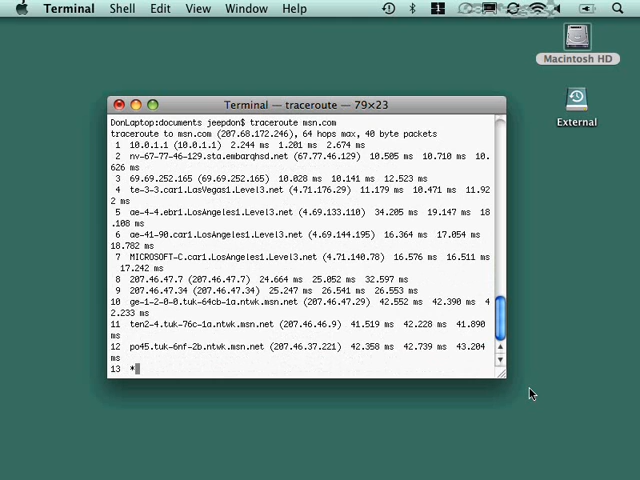 Terminal Shell Edit View Window Help
Macintosh HD
External
Terminal — traceroute — 79×23
DonLaptop:documents jeepdon$ traceroute msn.com
traceroute to msn.com (207.68.172.246), 64 hops max, 40 byte packets
1 10.0.1.1 (10.0.1.1) 2.244 ms 1.201 ms 2.674 ms
2 nv-67-77-46-129.sta.embarqhsd.net (67.77.46.129) 10.505 ms 10.710 ms 10.
626 ms
3 69.69.252.165 (69.69.252.165) 10.028 ms 10.141 ms 12.523 ms
4 te-3-3.car1.LasVegas1.Level3.net (4.71.176.29) 11.179 ms 10.471 ms 11.92
2 ms
5 ae-4-4.ebr1.LosAngeles1.Level3.net (4.69.133.110) 34.205 ms 19.147 ms 18
.108 ms
6 ae-41-90.car1.LosAngeles1.Level3.net (4.69.144.195) 16.364 ms 17.054 ms
18.782 ms
7 MICROSOFT-C.car1.LosAngeles1.Level3.net (4.71.140.78) 16.576 ms 16.511 ms
17.242 ms
8 207.46.47.7 (207.46.47.7) 24.664 ms 25.052 ms 32.597 ms
9 207.46.47.34 (207.46.47.34) 25.247 ms 26.541 ms 26.553 ms
10 ge-1-2-0-0.tuk-64cb-1a.ntwk.msn.net (207.46.47.29) 42.552 ms 42.390 ms 4
2.233 ms
11 ten2-4.tuk-76c-1a.ntwk.msn.net (207.46.46.9) 41.519 ms 42.228 ms 41.890
ms
12 po45.tuk-6nf-2b.ntwk.msn.net (207.46.37.221) 42.358 ms 42.739 ms 43.204
ms
13 *